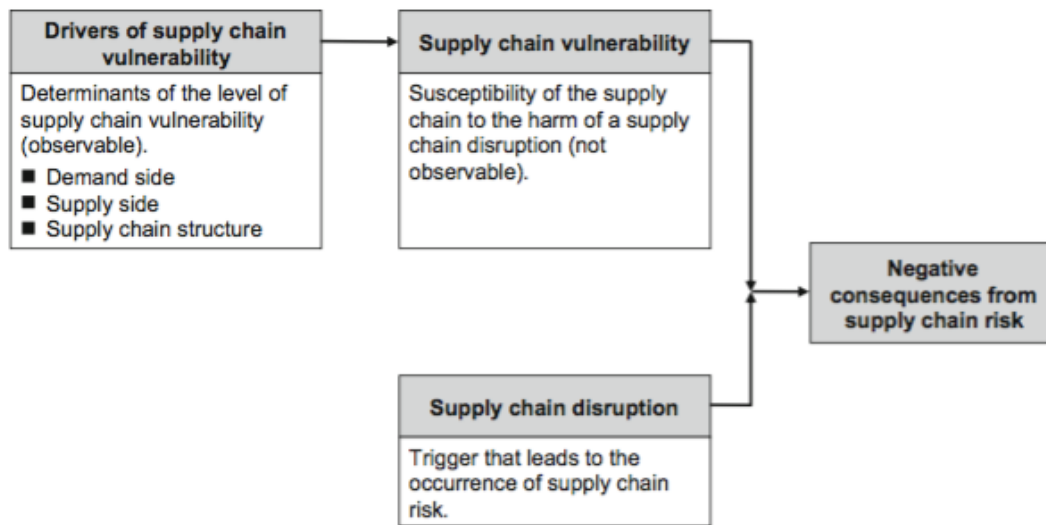 Drivers of supply chain
vulnerability
Determinants of the level of
supply chain vulnerability
(observable).
■ Demand side
■ Supply side
■ Supply chain structure
Supply chain vulnerability
Susceptibility of the supply
chain to the harm of a supply
chain disruption (not
observable).
Negative
consequences from
supply chain risk
Supply chain disruption
Trigger that leads to the
occurrence of supply chain
risk.